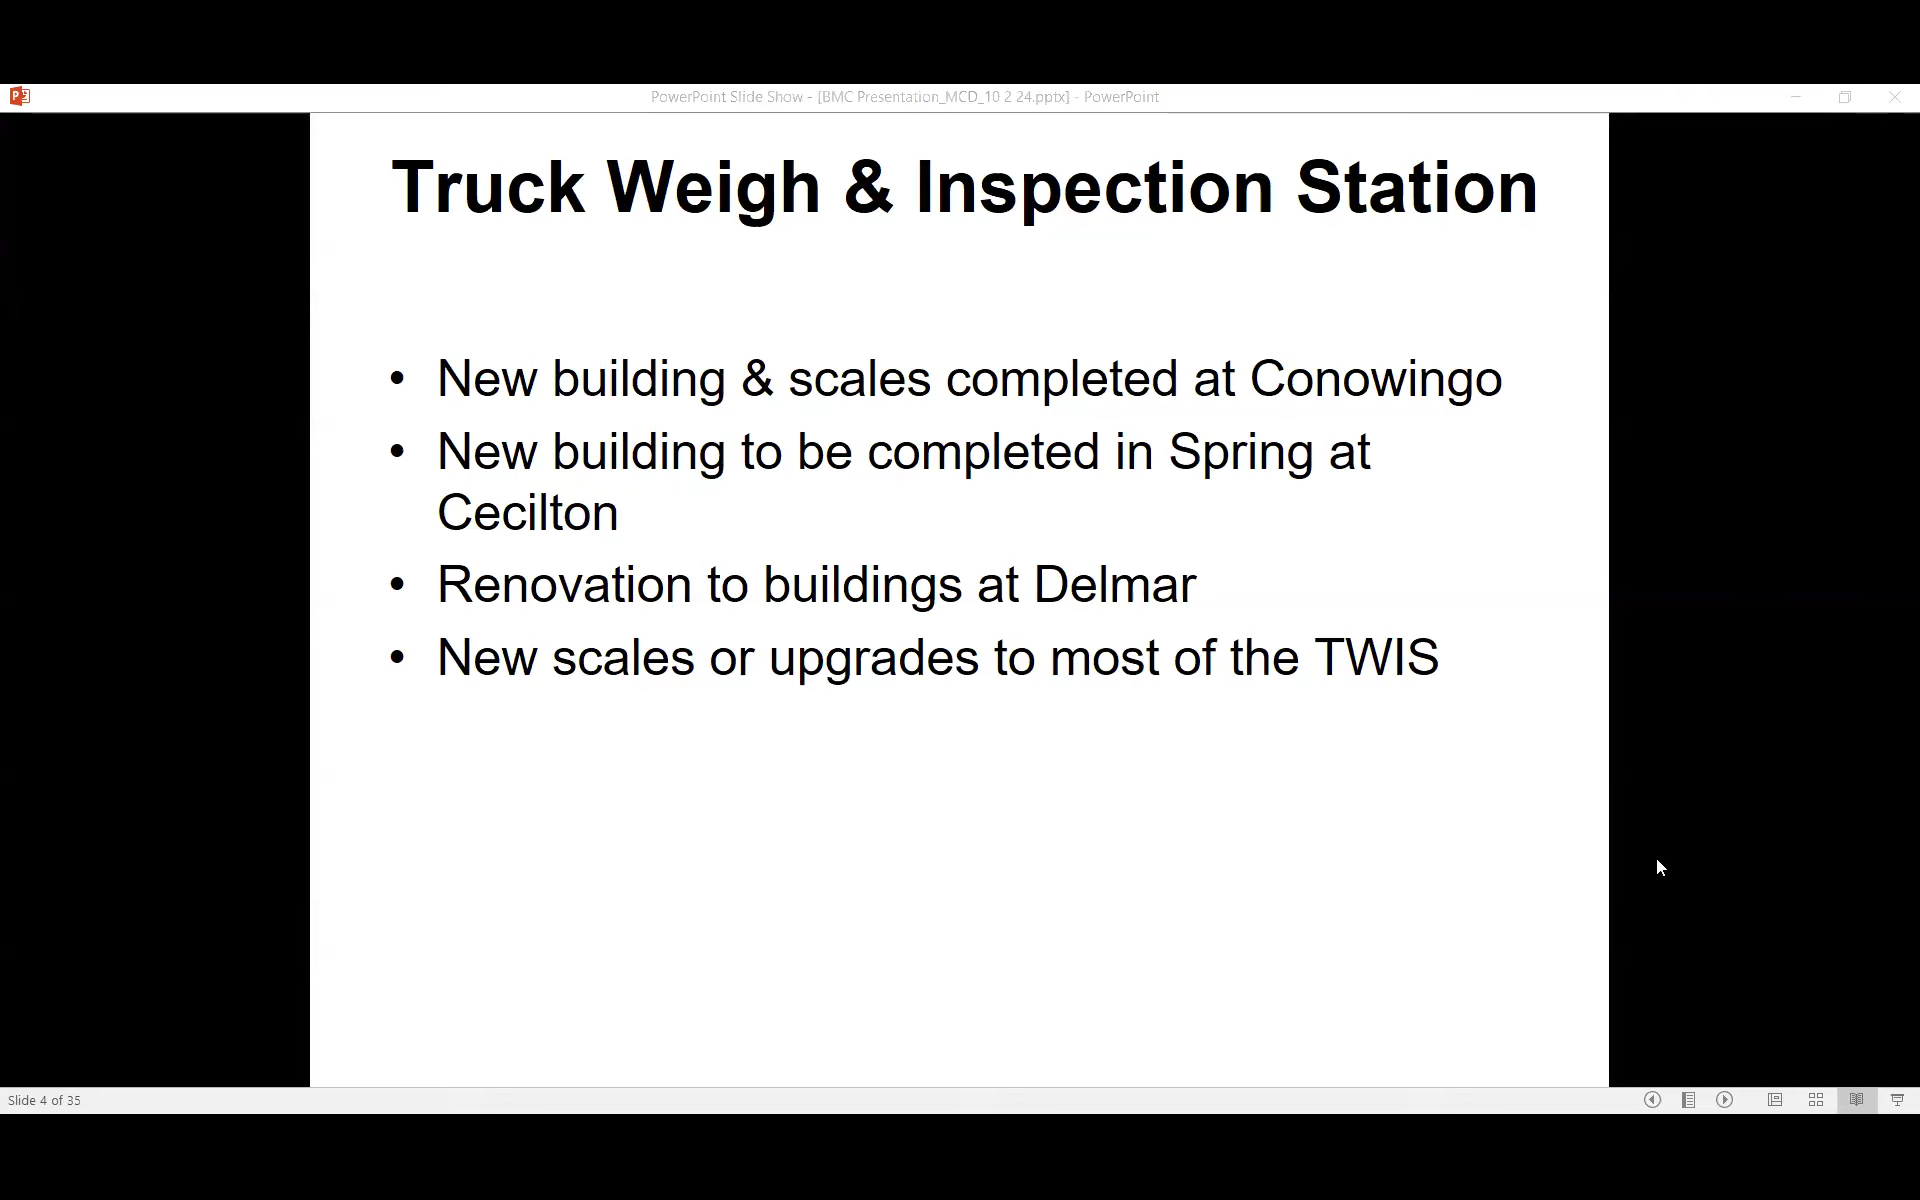 PowerPoint Slide Show - [BMC Presentation_MCD_10 2 24.pptx] - PowerPoint
Truck Weigh & Inspection Station
• New building & scales completed at Conowingo
• New building to be completed in Spring at
Cecilton
• Renovation to buildings at Delmar
• New scales or upgrades to most of the TWIS
Slide 4 of 35